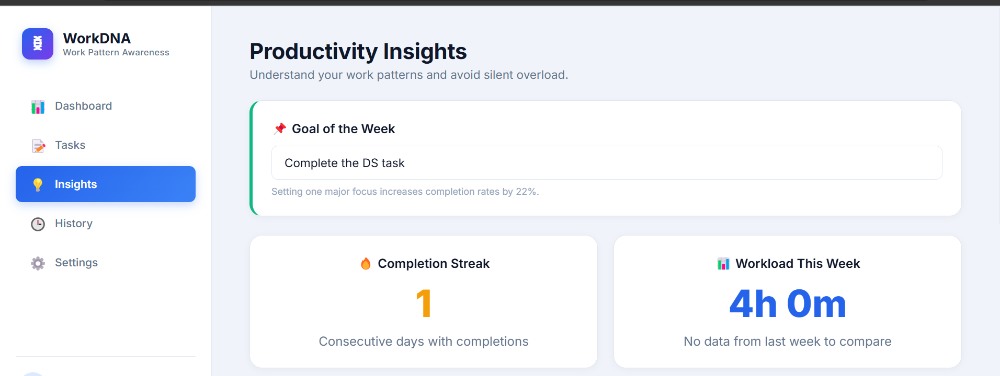 WorkDNA
Work Pattern Awareness
Dashboard
Tasks
Insights
History
Settings
Productivity Insights
Understand your work patterns and avoid silent overload.
Goal of the Week
Complete the DS task
Setting one major focus increases completion rates by 22%.
Completion Streak
1
Consecutive days with completions
Workload This Week
4h 0m
No data from last week to compare